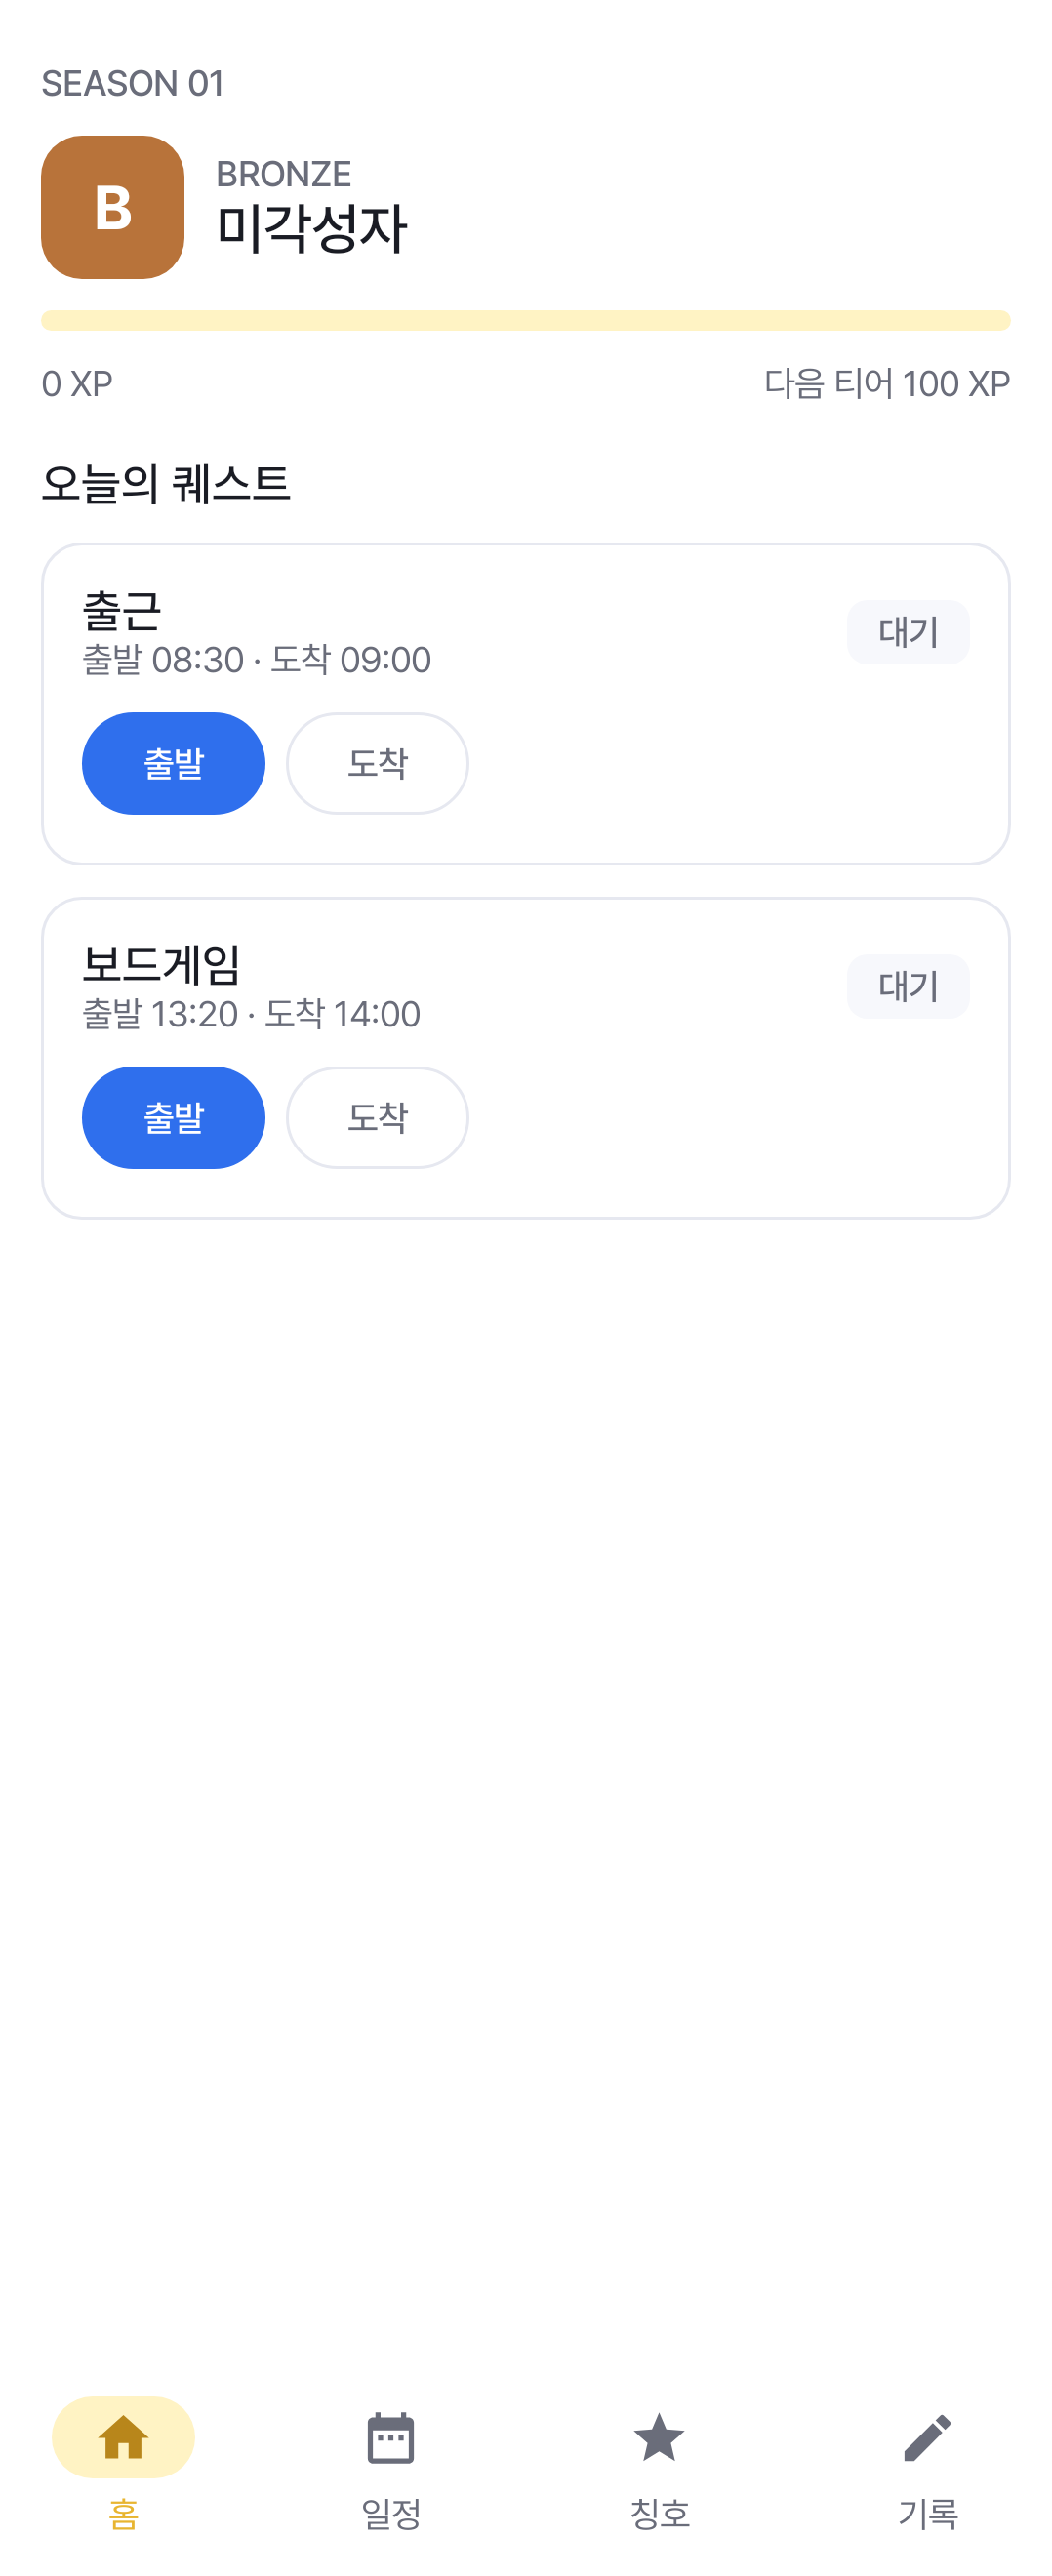 SEASON 01
B
BRONZE
미각성자
0 XP
다음 티어 100 XP
오늘의 퀘스트
출근
출발 08:30 · 도착 09:00
대기
출발
도착
보드게임
출발 13:20 · 도착 14:00
대기
출발
도착
홈
일정
칭호
기록